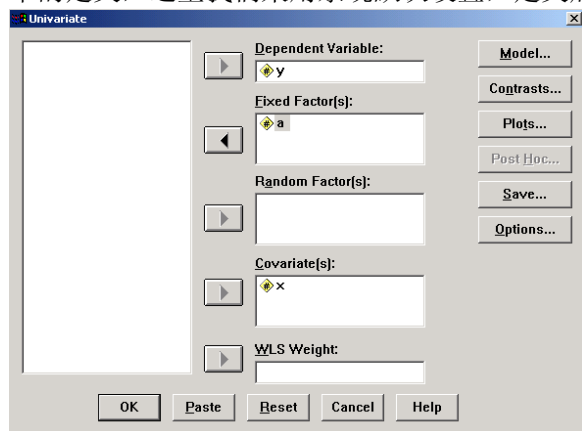 Univariate
Dependent Variable:
y
Model...
Contrasts...
Fixed Factor(s):
a
Plots...
Post Hoc...
Random Factor(s):
Save...
Options...
Covariate(s):
x
WLS Weight:
OK Paste Reset Cancel Help